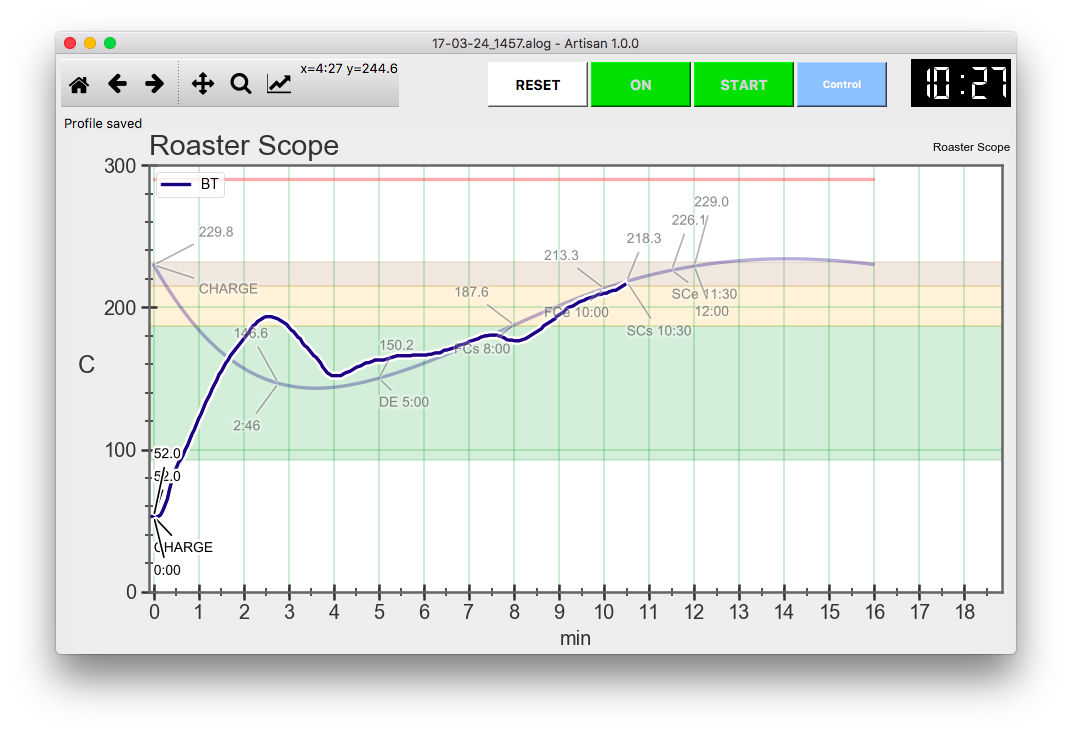 17-03-24_1457.alog - Artisan 1.0.0
x=4:27 y=244.6
RESET
ON
START
Control
10:27
Profile saved
Roaster Scope
Roaster Scope
300
BT
229.0
226.1
229.8
218.3
213.3
CHARGE
187.6
SCe 11:30
200
FCe 10:00
12:00
SCs 10:30
146.6
150.2
FCs 8:00
C
DE 5:00
2:46
100
52.0
52.0
CHARGE
0:00
0
0 1 2 3 4 5 6 7 8 9 10 11 12 13 14 15 16 17 18
min